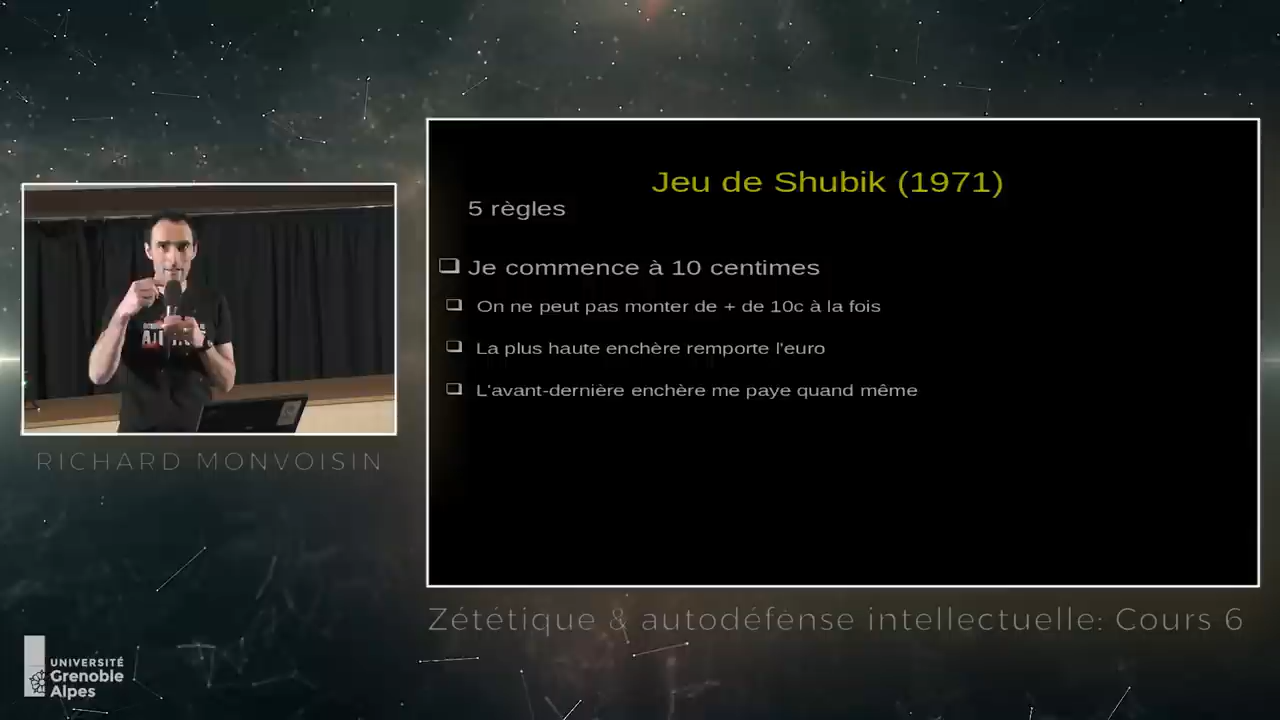 Jeu de Shubik (1971)
5 règles
Je commence à 10 centimes
On ne peut pas monter de + de 10c à la fois
La plus haute enchère remporte l'euro
L'avant-dernière enchère me paye quand même
RICHARD MONVOISIN
Zététique & autodéfense intellectuelle: Cours 6
UNIVERSITÉ
Grenoble
Alpes